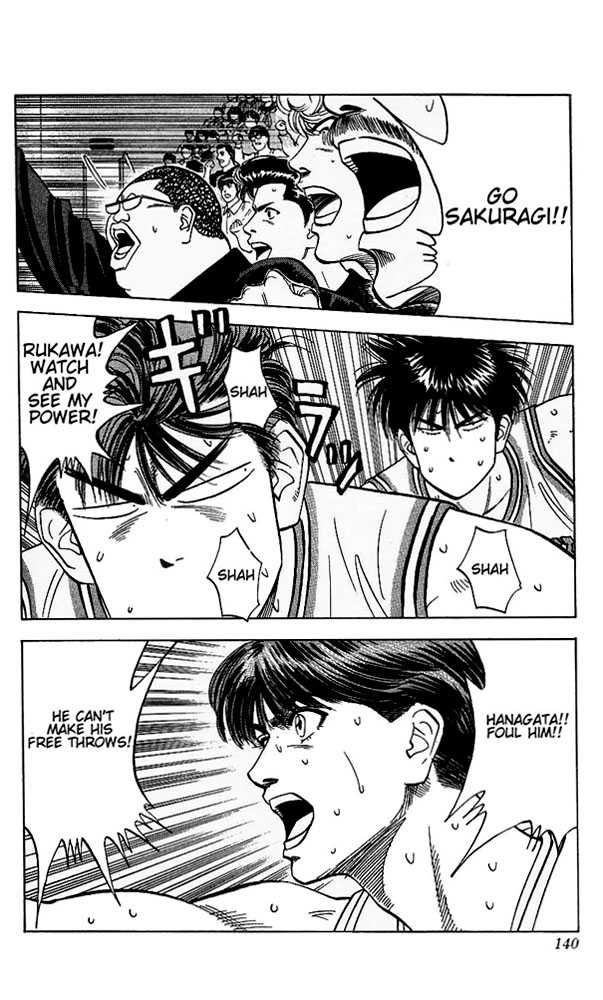 GO
SAKURAGI!!
RUKAWA!
WATCH
AND
SEE MY
POWER!
SHAH
ギラッ
SHAH
SHAH
HANAGATA!!
FOUL HIM!!
HE CAN'T
MAKE HIS
FREE THROWS!
140